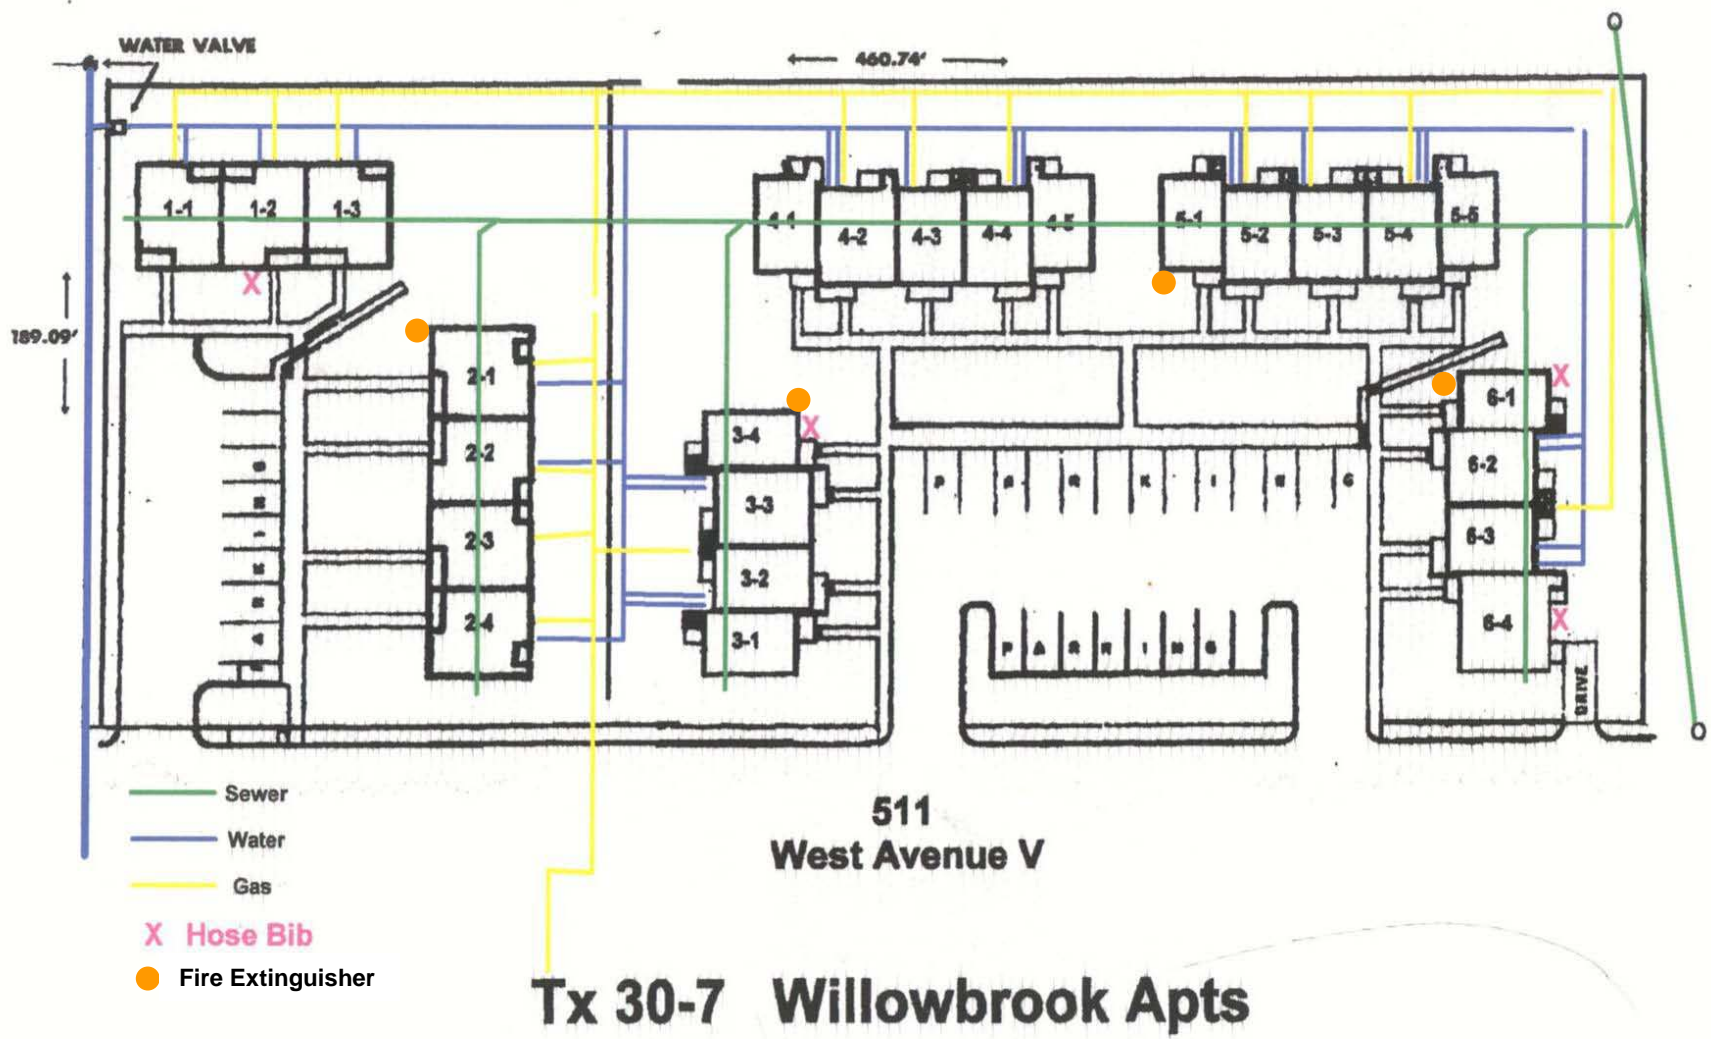 WATER VALVE
460.74'
1-1
1-2
1-3
4-1
4-2
4-3
4-4
4-5
5-1
5-2
5-3
5-4
5-5
189.09'
2-1
2-2
2-3
2-4
3-4
3-3
3-2
3-1
6-1
6-2
6-3
6-4
PARKING
PARKING
PARKING
DRIVE
Sewer
Water
Gas
X Hose Bib
Fire Extinguisher
511
West Avenue V
Tx 30-7 Willowbrook Apts